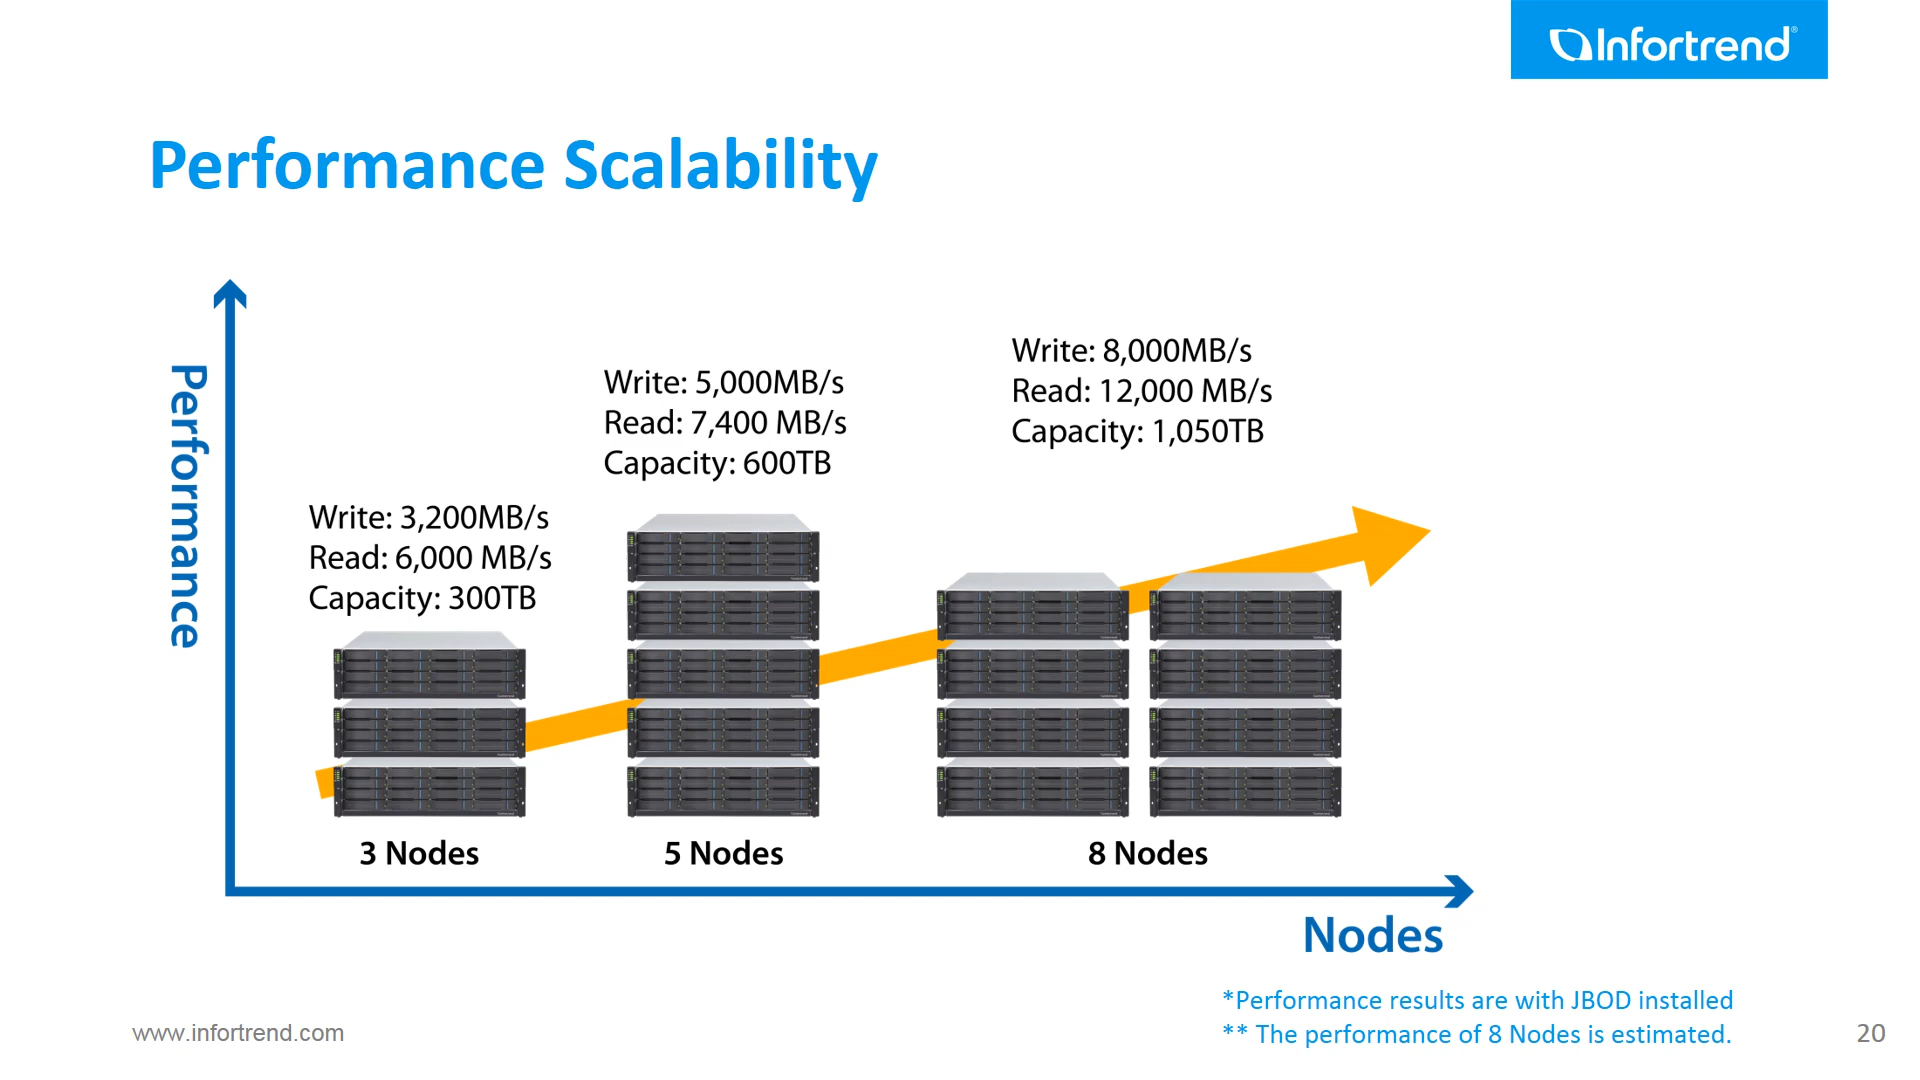 Infortrend®
Performance Scalability
Performance
Write: 3,200MB/s
Read: 6,000 MB/s
Capacity: 300TB
3 Nodes
Write: 5,000MB/s
Read: 7,400 MB/s
Capacity: 600TB
5 Nodes
Write: 8,000MB/s
Read: 12,000 MB/s
Capacity: 1,050TB
8 Nodes
Nodes
*Performance results are with JBOD installed
** The performance of 8 Nodes is estimated.
www.infortrend.com
20